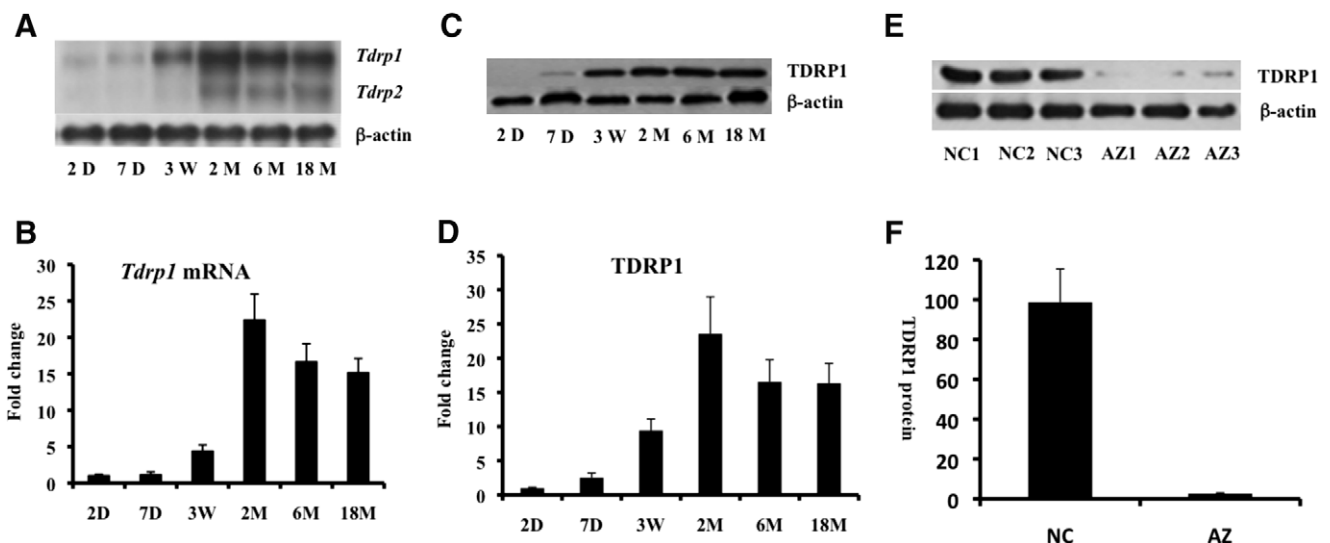 A
Tdrp1
Tdrp2
β-actin
2 D 7 D 3 W 2 M 6 M 18 M
C
TDRP1
β-actin
2 D 7 D 3 W 2 M 6 M 18 M
E
TDRP1
β-actin
NC1 NC2 NC3 AZ1 AZ2 AZ3
B
Tdrp1 mRNA
Fold change
30
25
20
15
10
5
0
2D 7D 3W 2M 6M 18M
D
TDRP1
Fold change
35
30
25
20
15
10
5
0
2D 7D 3W 2M 6M 18M
F
TDRP1 protein
120
100
80
60
40
20
0
NC AZ